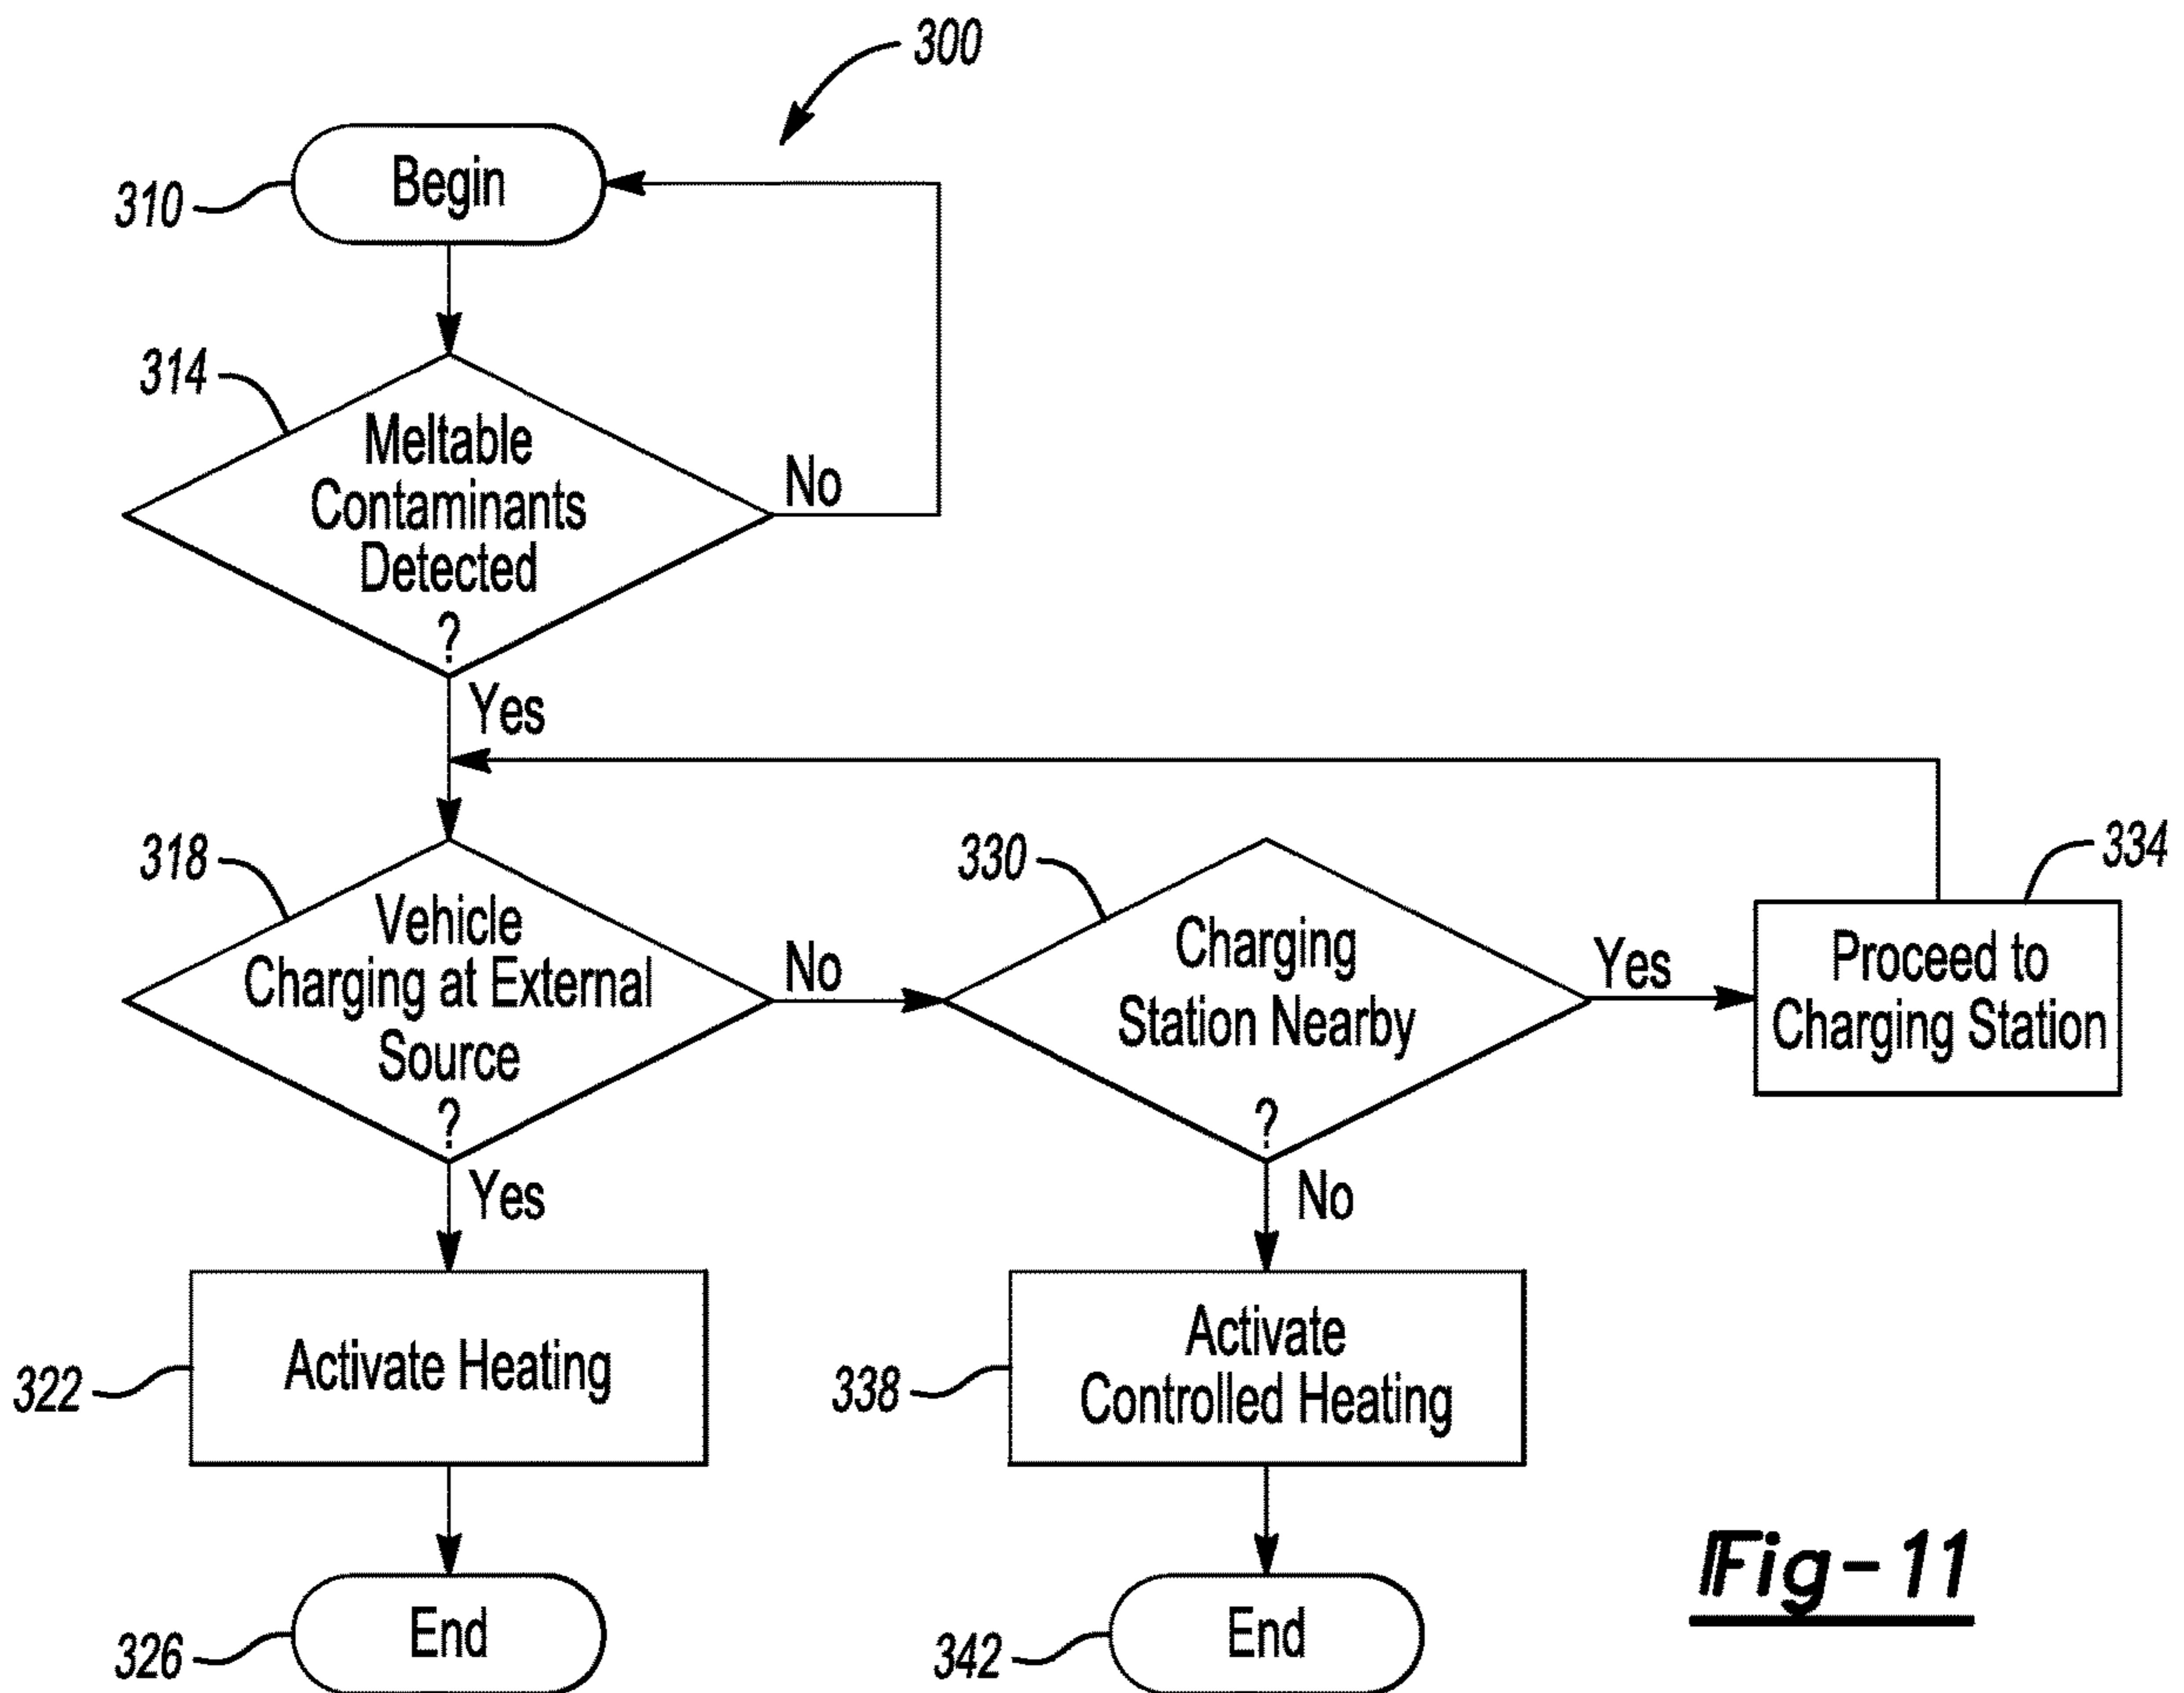 300
310
Begin
314
Meltable
Contaminants
Detected
?
No
Yes
318
Vehicle
Charging at External
Source
?
No
330
Charging
Station Nearby
?
Yes
334
Proceed to
Charging Station
Yes
No
322
Activate Heating
338
Activate
Controlled Heating
326
End
342
End
Fig-11